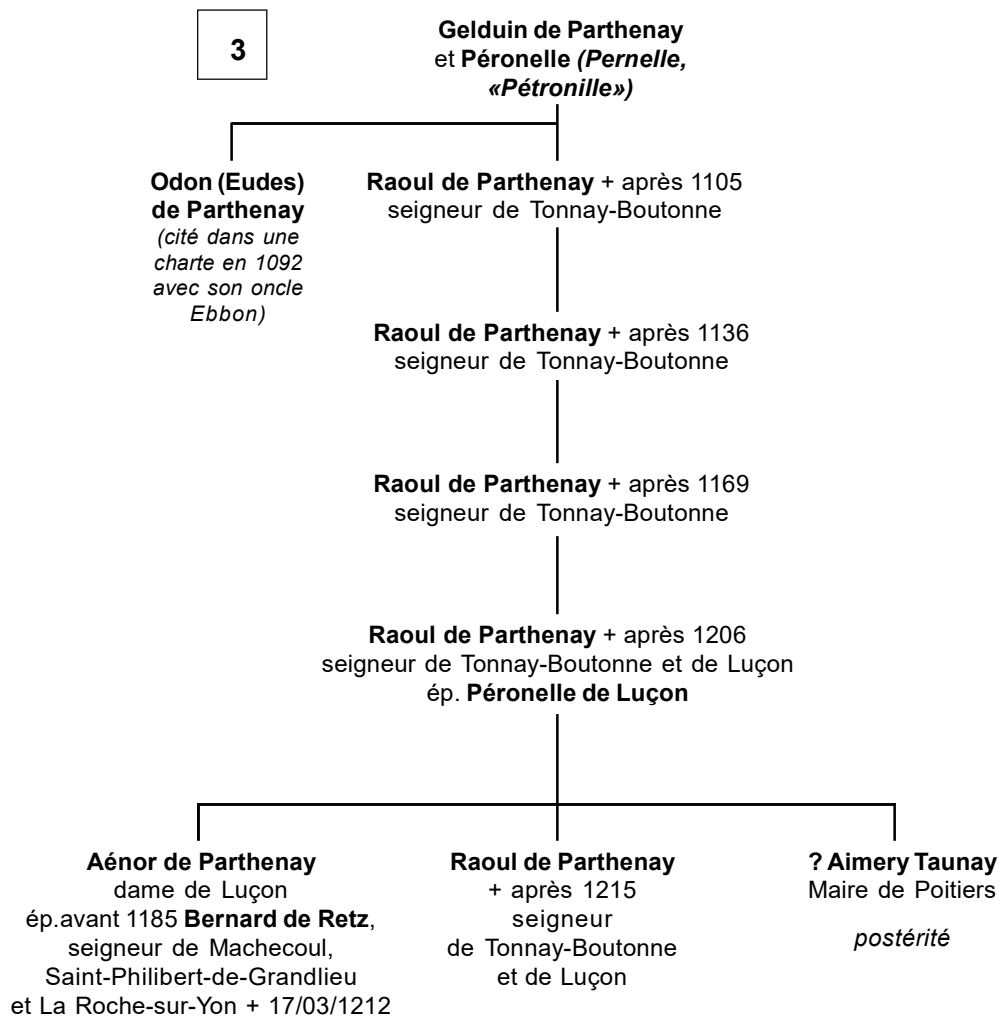 3
Gelduin de Parthenay
et Péronelle (Pernelle,
«Pétronille»)
Odon (Eudes)
de Parthenay
(cité dans une
charte en 1092
avec son oncle
Ebbon)
Raoul de Parthenay + après 1105
seigneur de Tonnay-Boutonne
Raoul de Parthenay + après 1136
seigneur de Tonnay-Boutonne
Raoul de Parthenay + après 1169
seigneur de Tonnay-Boutonne
Raoul de Parthenay + après 1206
seigneur de Tonnay-Boutonne et de Luçon
ép. Péronelle de Luçon
Aénor de Parthenay
dame de Luçon
ép.avant 1185 Bernard de Retz,
seigneur de Machecoul,
Saint-Philibert-de-Grandlieu
et La Roche-sur-Yon + 17/03/1212
Raoul de Parthenay
+ après 1215
seigneur
de Tonnay-Boutonne
et de Luçon
? Aimery Taunay
Maire de Poitiers
postérité